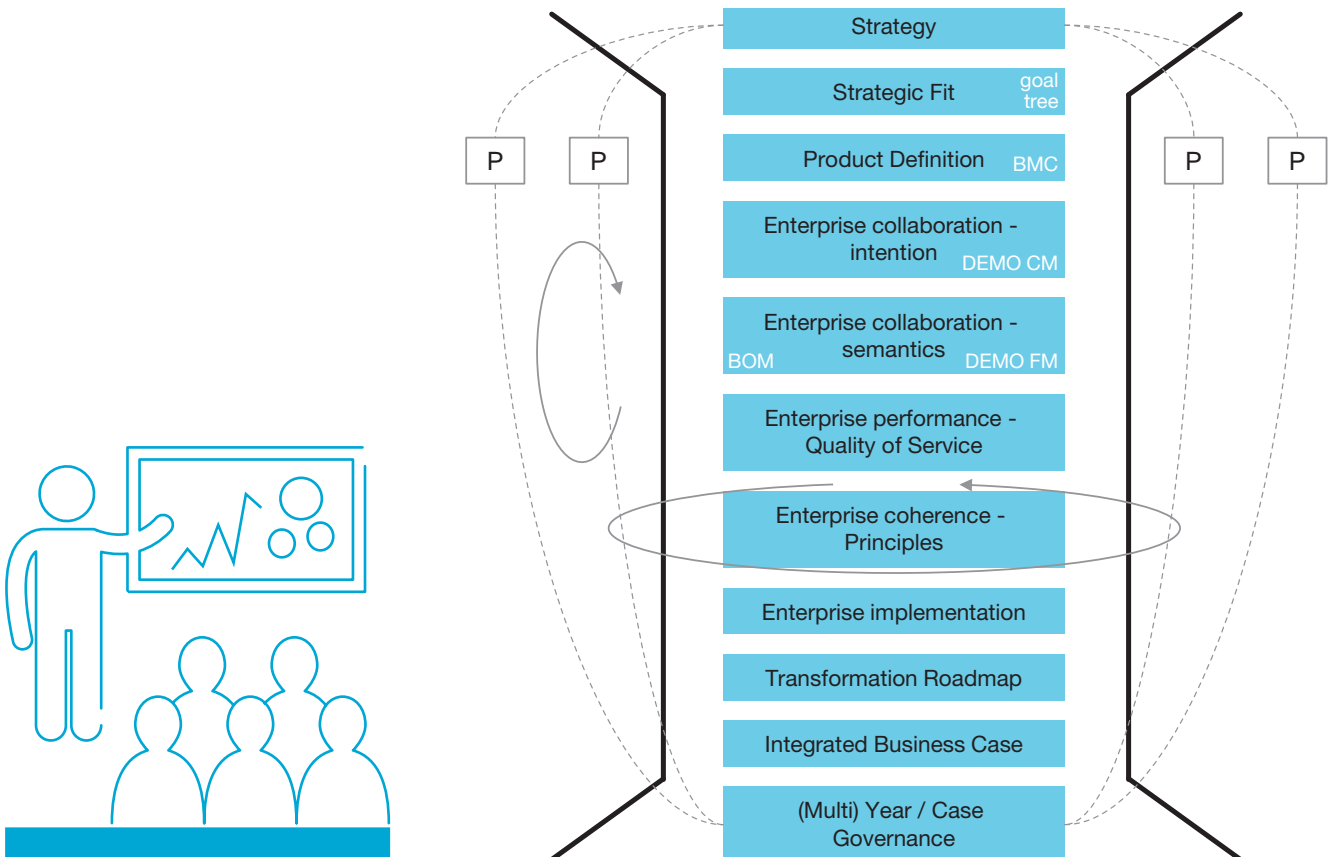 Strategy
Strategic Fit
goal
tree
P
P
Product Definition
BMC
P
P
Enterprise collaboration -
intention
DEMO CM
Enterprise collaboration -
semantics
BOM
DEMO FM
Enterprise performance -
Quality of Service
Enterprise coherence -
Principles
Enterprise implementation
Transformation Roadmap
Integrated Business Case
(Multi) Year / Case
Governance